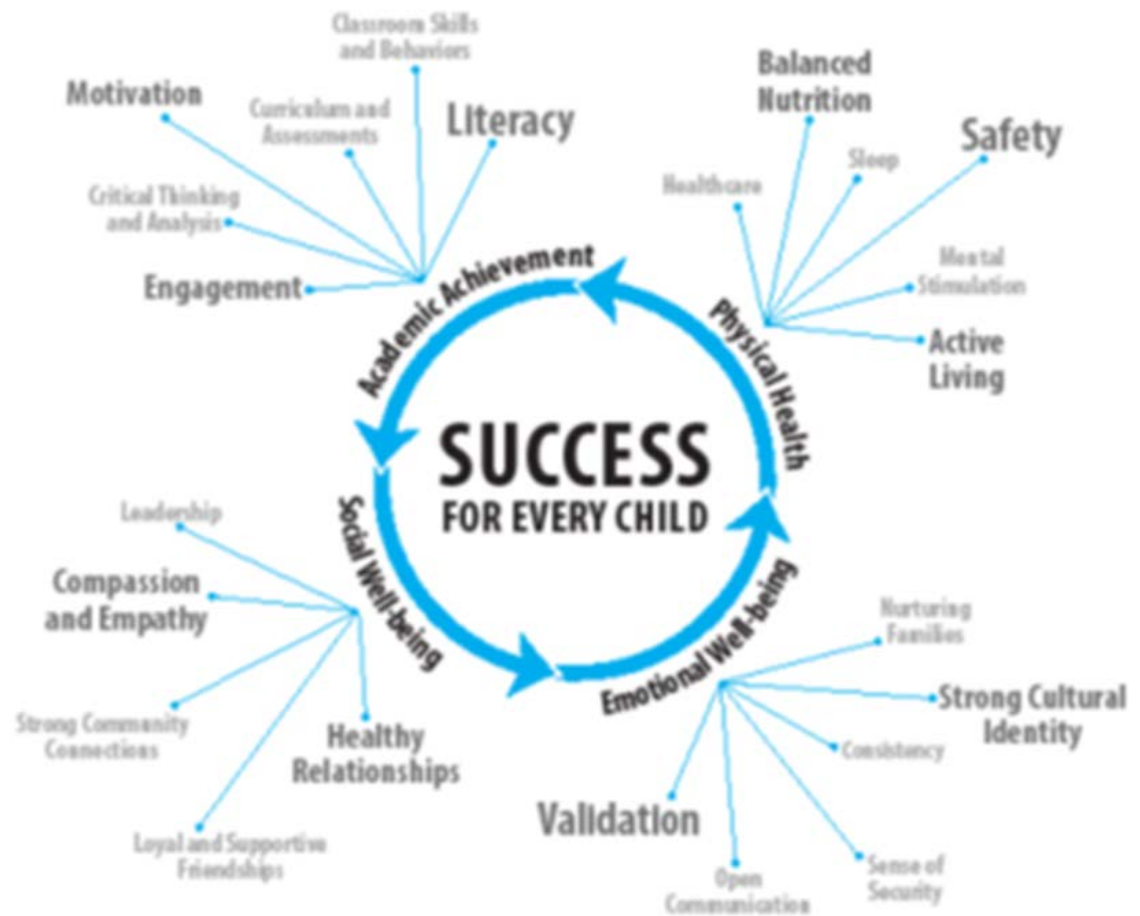 Classroom Skills
and Behaviors
Motivation
Curriculum and
Assessments
Literacy
Critical Thinking
and Analysis
Engagement
Academic Achievement
Balanced
Nutrition
Safety
Sleep
Healthcare
Mental
Stimulation
Active
Living
Physical Health
SUCCESS
FOR EVERY CHILD
Leadership
Compassion
and Empathy
Strong Community
Connections
Healthy
Relationships
Loyal and Supportive
Friendships
Social Well-being
Emotional Well-being
Nurturing
Families
Strong Cultural
Identity
Consistency
Validation
Open
Communication
Sense of
Security